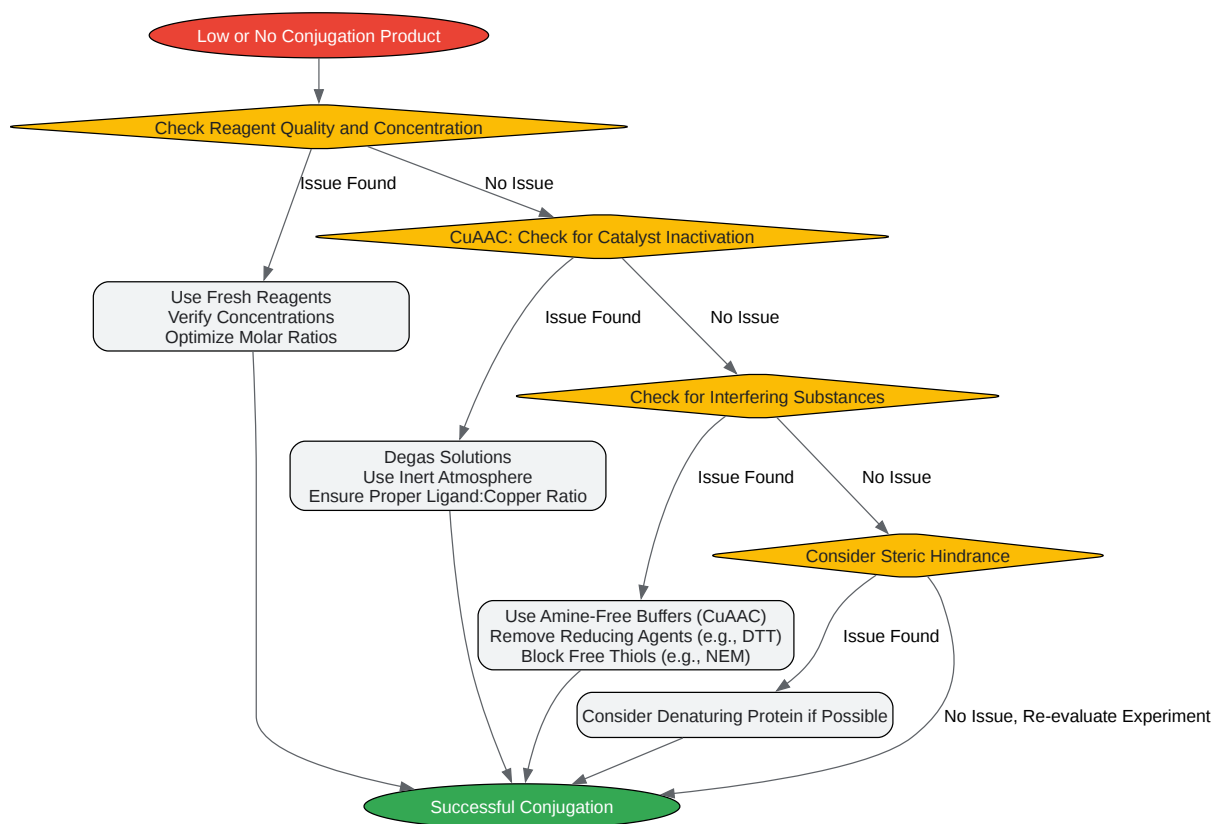 Low or No Conjugation Product
Check Reagent Quality and Concentration
Issue Found
No Issue
CuAAC: Check for Catalyst Inactivation
Use Fresh Reagents
Verify Concentrations
Optimize Molar Ratios
Issue Found
No Issue
Check for Interfering Substances
Degas Solutions
Use Inert Atmosphere
Ensure Proper Ligand:Copper Ratio
Issue Found
No Issue
Consider Steric Hindrance
Use Amine-Free Buffers (CuAAC)
Remove Reducing Agents (e.g., DTT)
Block Free Thiols (e.g., NEM)
Issue Found
Consider Denaturing Protein if Possible
No Issue, Re-evaluate Experiment
Successful Conjugation